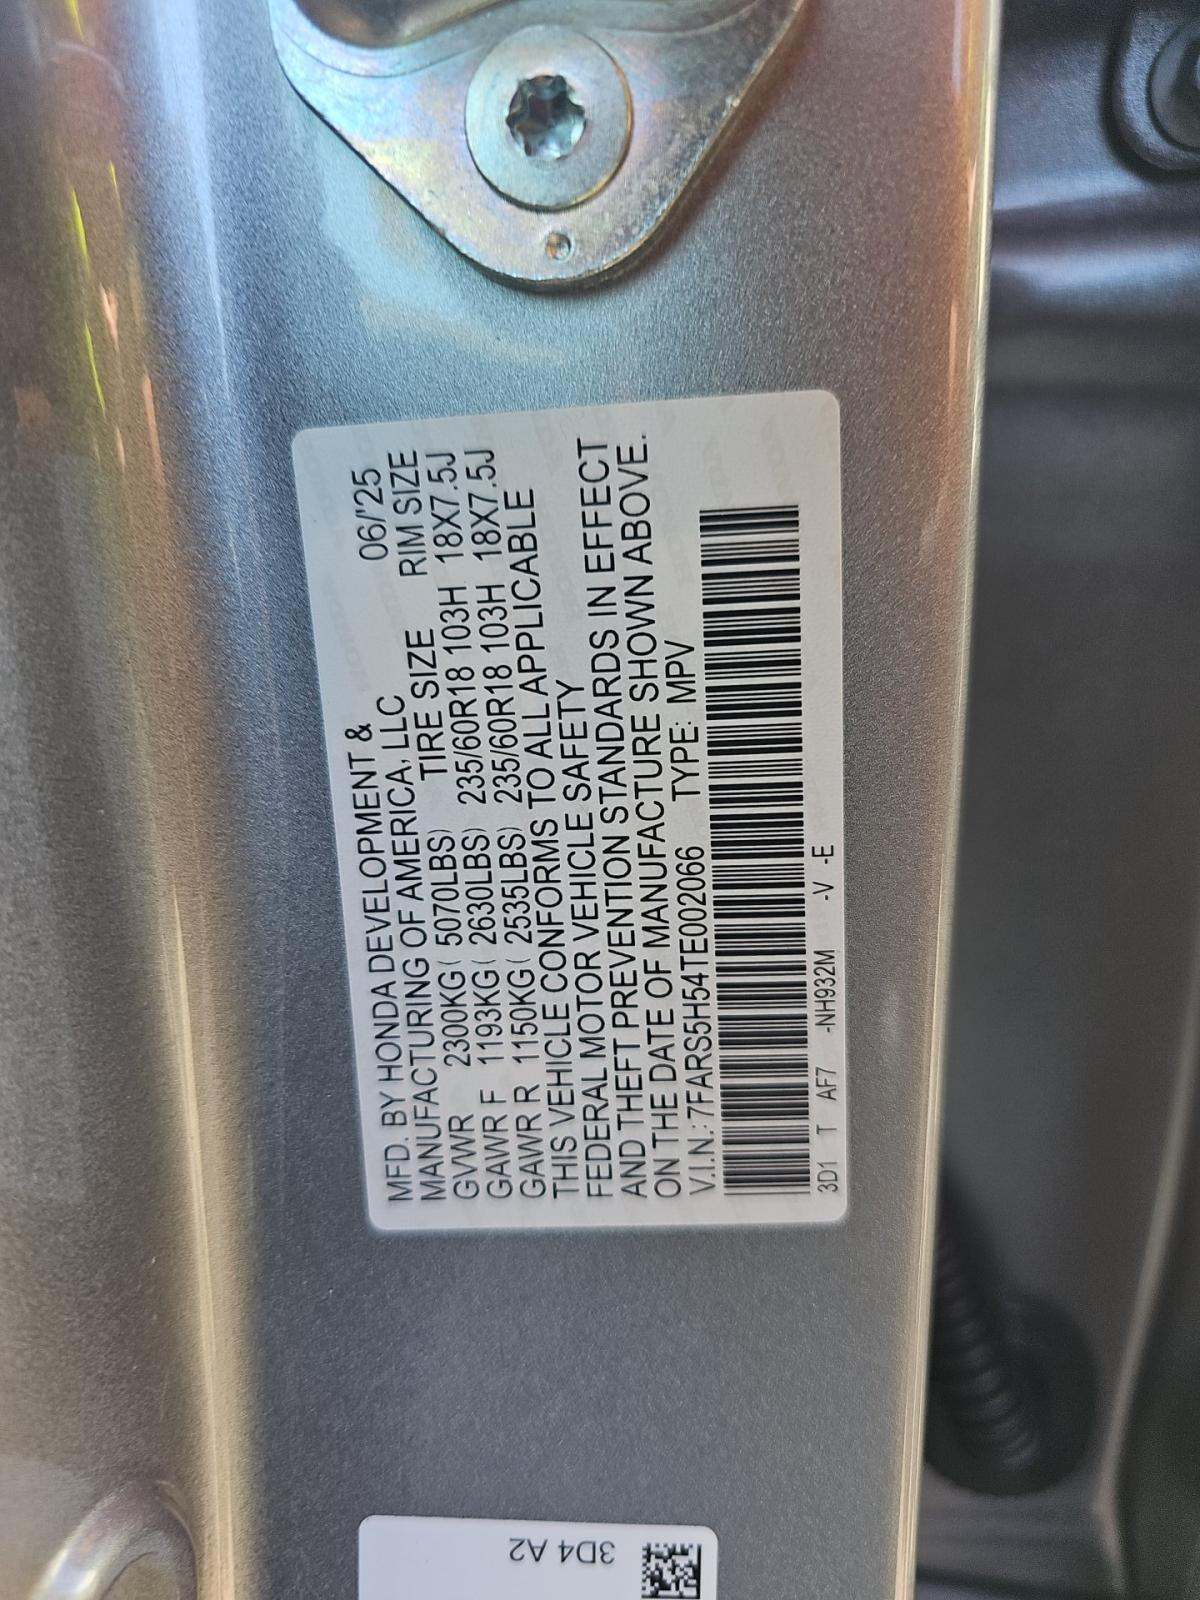 MFD. BY HONDA DEVELOPMENT & 06/'25
MANUFACTURING OF AMERICA, LLC TIRE SIZE RIM SIZE
GVWR 2300KG ( 5070LBS) 235/60R18 103H 18X7.5J
GAWR F 1193KG ( 2630LBS) 235/60R18 103H 18X7.5J
GAWR R 1150KG ( 2535LBS)
THIS VEHICLE CONFORMS TO ALL APPLICABLE
FEDERAL MOTOR VEHICLE SAFETY
AND THEFT PREVENTION STANDARDS IN EFFECT
ON THE DATE OF MANUFACTURE SHOWN ABOVE.
V.I.N.: 7FARS5H54TE002066 TYPE: MPV
3D1 T AF7 -NH932M -V -E
3D4 A2